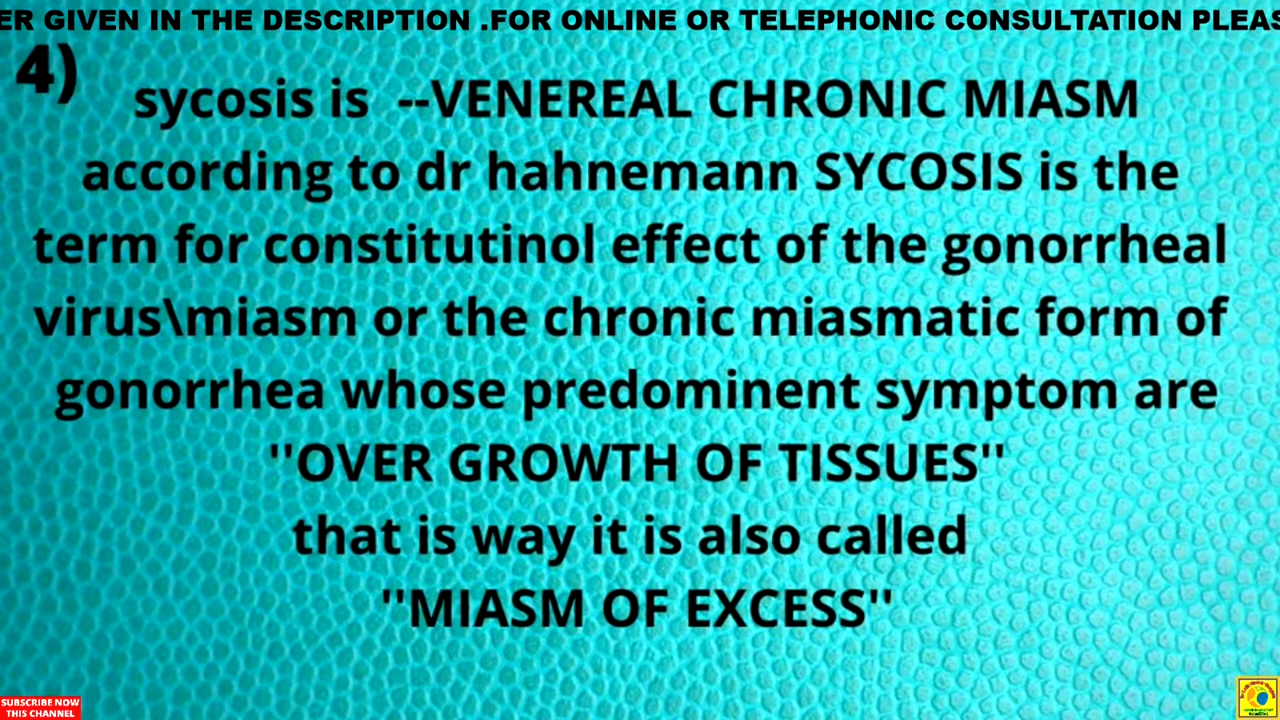 ER GIVEN IN THE DESCRIPTION .FOR ONLINE OR TELEPHONIC CONSULTATION PLEAS
4)
sycosis is --VENEREAL CHRONIC MIASM
according to dr hahnemann SYCOSIS is the
term for constitutinol effect of the gonorrheal
virus\miasm or the chronic miasmatic form of
gonorrhea whose predominent symptom are
''OVER GROWTH OF TISSUES''
that is way it is also called
''MIASM OF EXCESS''
SUBSCRIBE NOW
THIS CHANNEL